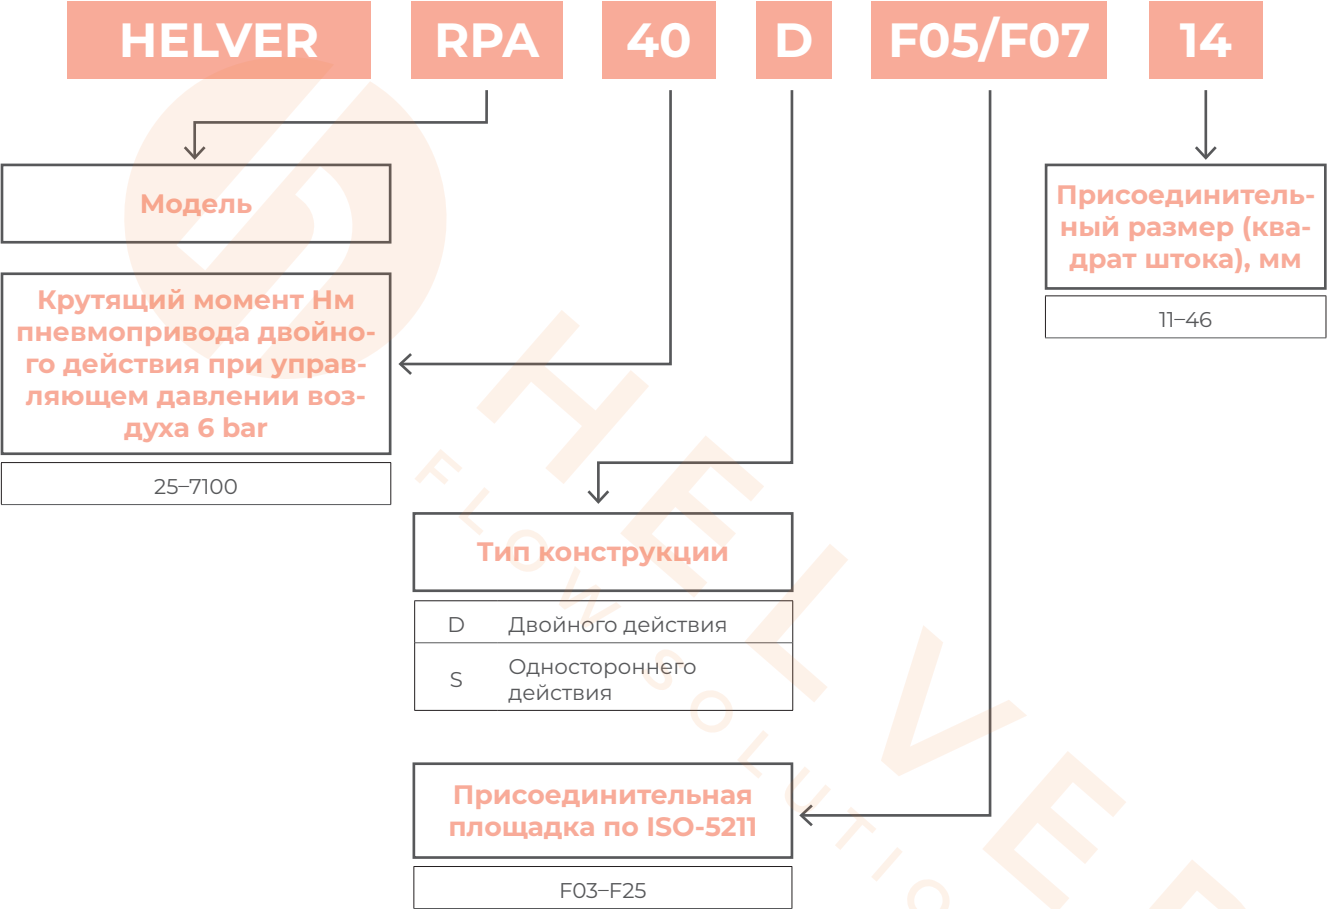 HELVER RPA 40 D F05/F07 14
Модель
Крутящий момент Нм
пневмопривода двойно-
го действия при управ-
ляющем давлении воз-
духа 6 bar
25–7100
Присоединитель-
ный размер (ква-
драт штока), мм
11–46
Тип конструкции
D Двойного действия
S Одностороннего
действия
Присоединительная
площадка по ISO-5211
F03–F25
HELVER
FLOW SOLUTIO